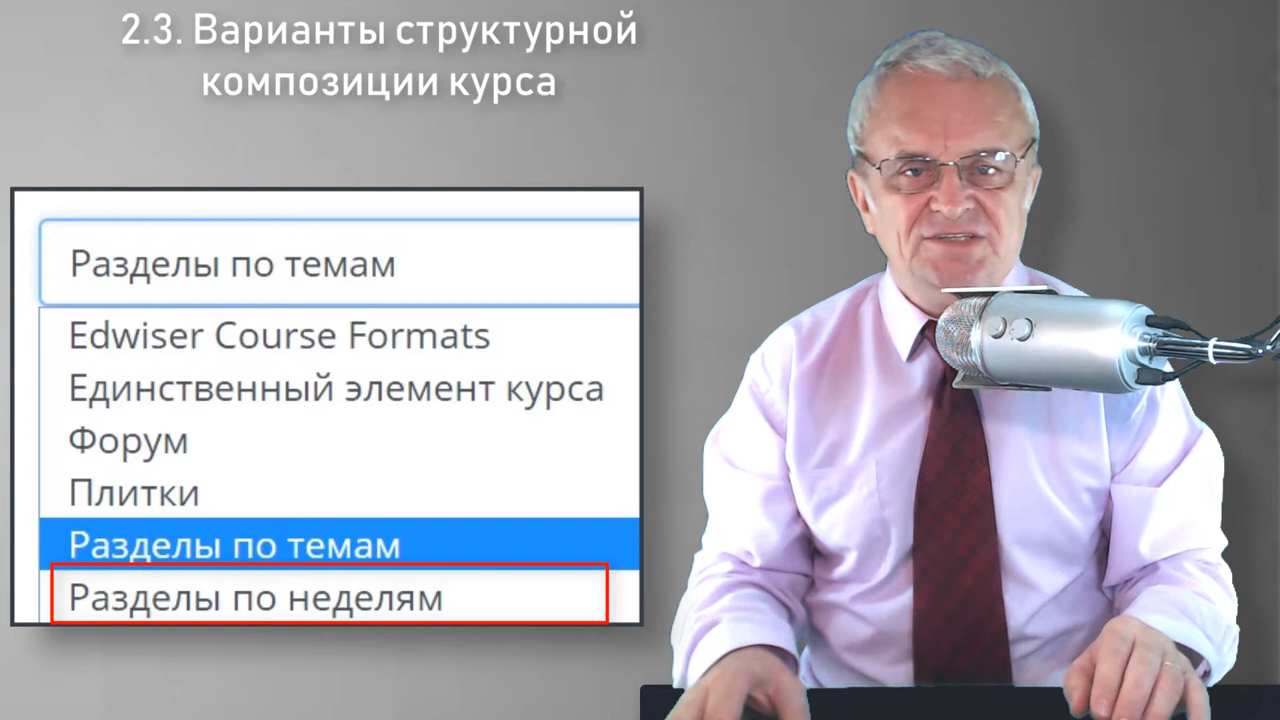 2.3. Варианты структурной
композиции курса
Разделы по темам
Edwiser Course Formats
Единственный элемент курса
Форум
Плитки
Разделы по темам
Разделы по неделям